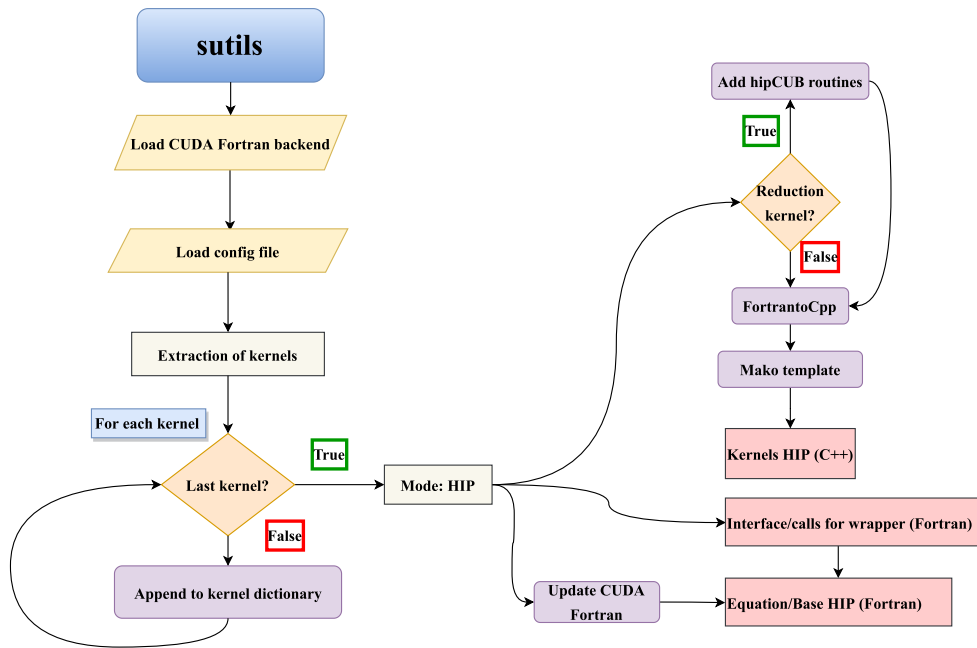 sutils
Load CUDA Fortran backend
Load config file
Extraction of kernels
For each kernel
Last kernel?
True
False
Append to kernel dictionary
Mode: HIP
Add hipCUB routines
True
Reduction
kernel?
False
FortrantoCpp
Mako template
Kernels HIP (C++)
Interface/calls for wrapper (Fortran)
Update CUDA
Fortran
Equation/Base HIP (Fortran)